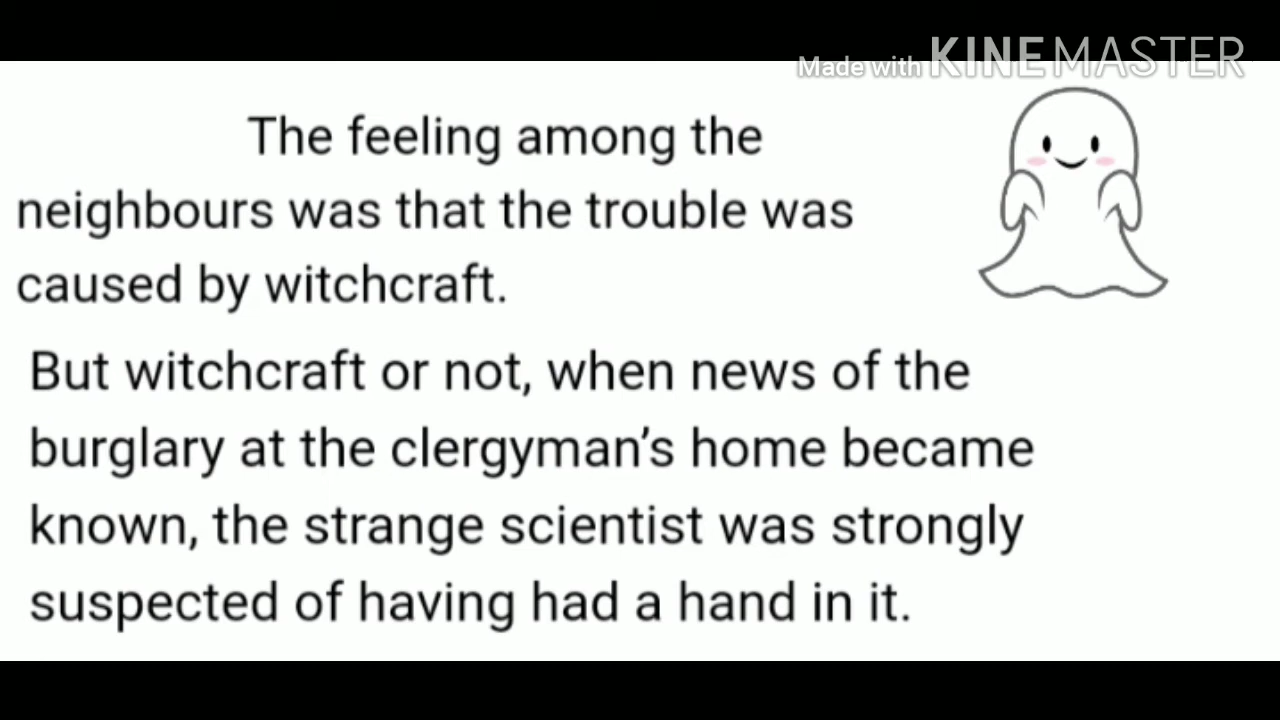 Made with KINEMASTER
The feeling among the
neighbours was that the trouble was
caused by witchcraft.
But witchcraft or not, when news of the
burglary at the clergyman’s home became
known, the strange scientist was strongly
suspected of having had a hand in it.